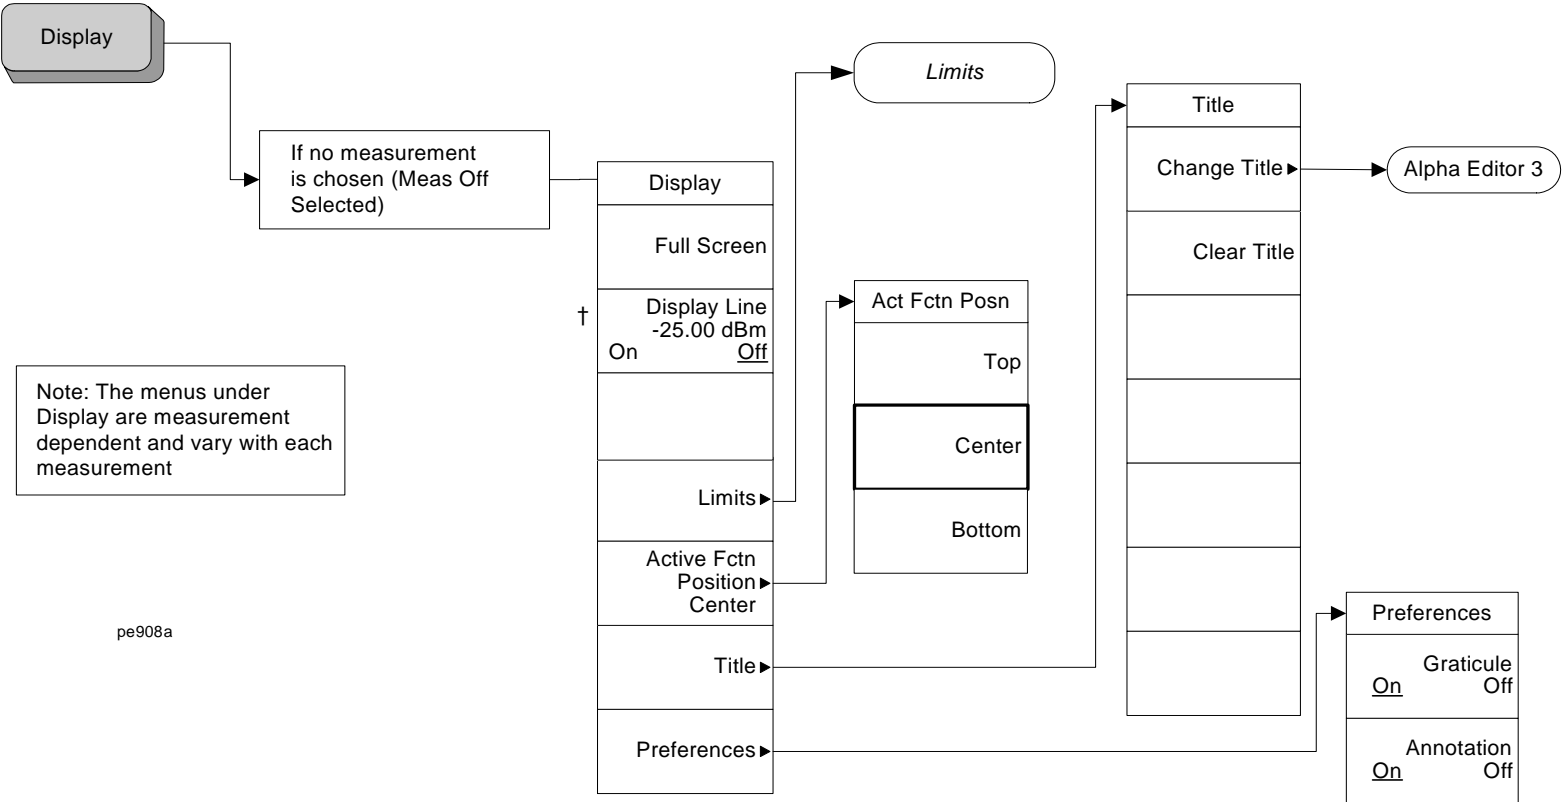 Display
If no measurement
is chosen (Meas Off
Selected)
Note: The menus under
Display are measurement
dependent and vary with each
measurement
pe908a
Display
Full Screen
†
Display Line
-25.00 dBm
On Off
Limits
Active Fctn
Position
Center
Title
Preferences
Limits
Act Fctn Posn
Top
Center
Bottom
Title
Change Title
Clear Title
Alpha Editor 3
Preferences
Graticule
On Off
Annotation
On Off